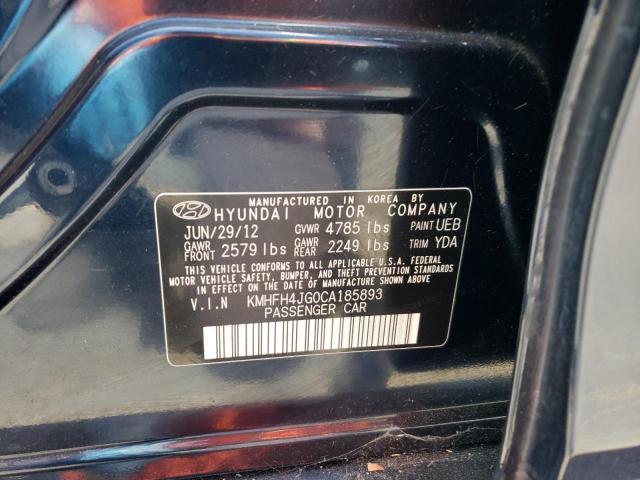 MANUFACTURED IN KOREA BY
HYUNDAI MOTOR COMPANY
JUN/29/12 GVWR 4785 lbs PAINT UEB
GAWR FRONT 2579 lbs GAWR REAR 2249 lbs TRIM YDA
THIS VEHICLE CONFORMS TO ALL APPLICABLE U.S.A. FEDERAL
MOTOR VEHICLE SAFETY, BUMPER, AND THEFT PREVENTION
STANDARDS IN EFFECT ON THE DATE OF MANUFACTURE SHOWN ABOVE
V.I.N KMHFH4JG0CA185893
PASSENGER CAR